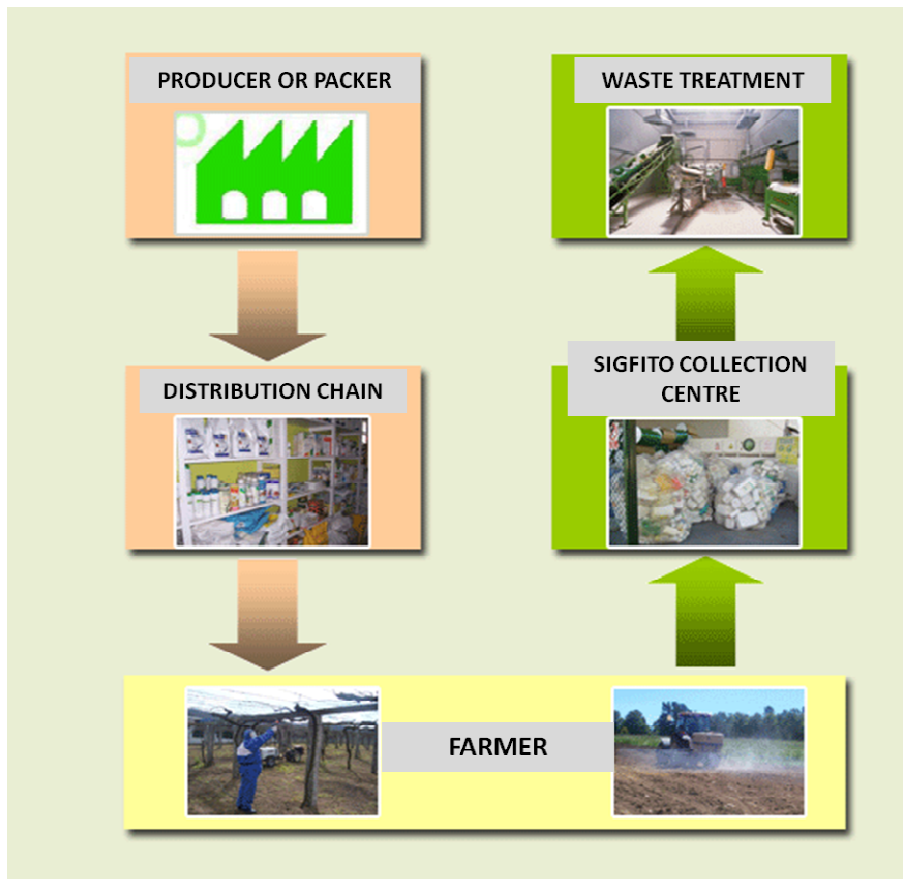 PRODUCER OR PACKER
WASTE TREATMENT
DISTRIBUTION CHAIN
SIGFITO COLLECTION
CENTRE
FARMER